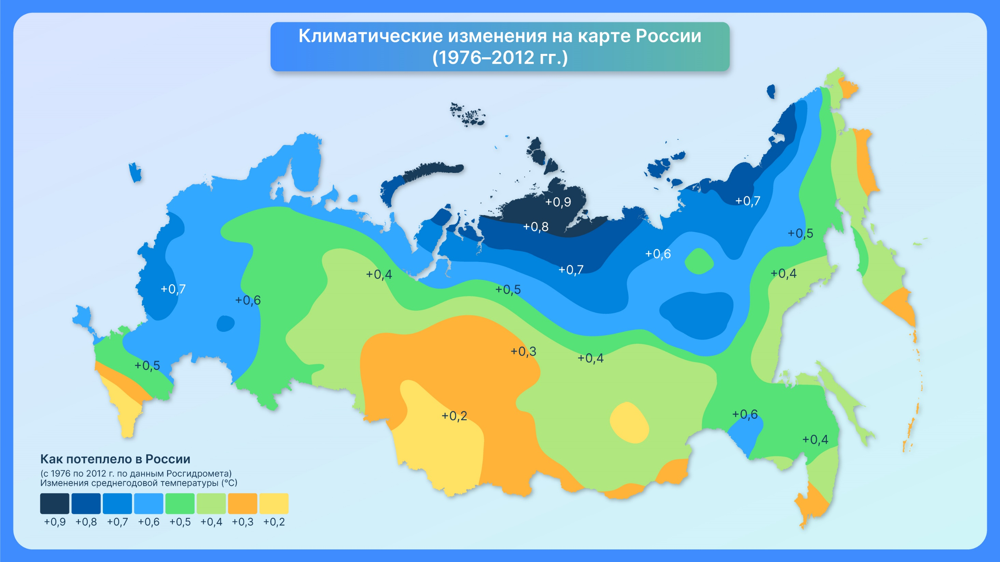 Климатические изменения на карте России
(1976–2012 гг.)
+0,9
+0,7
+0,8
+0,5
+0,6
+0,7
+0,4
+0,4
+0,7
+0,5
+0,6
+0,3
+0,4
+0,5
+0,6
+0,2
+0,4
Как потеплело в России
(с 1976 по 2012 г. по данным Росгидромета)
Изменения среднегодовой температуры (°C)
+0,9 +0,8 +0,7 +0,6 +0,5 +0,4 +0,3 +0,2